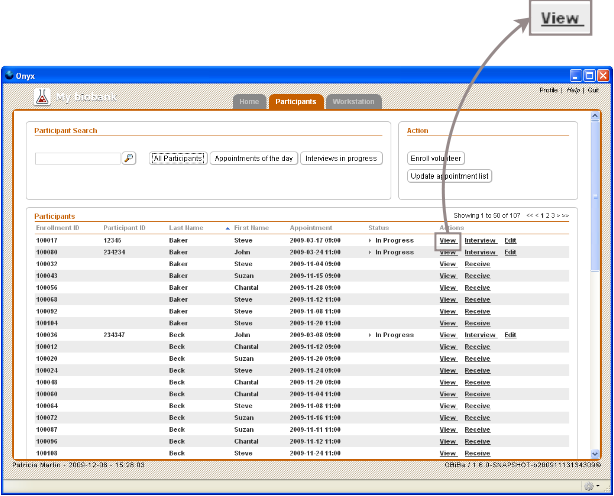 View
Onyx
Profile | Help | Quit
My biobank
Home Participants Workstation
Participant Search Action
All Participants Appointments of the day Interviews in progress Enroll volunteer
Update appointment list
Participants Showing 1 to 50 of 107 << < 1 2 3 > >>
Enrollment ID Participant ID Last Name First Name Appointment Status Actions
100017 12345 Baker Steve 2009-03-17 09:00 In Progress View Interview Edit
100080 234234 Baker John 2009-03-24 11:00 In Progress View Interview Edit
100032 Baker Steve 2009-11-04 09:00 View Receive
100043 Baker Suzan 2009-11-15 09:00 View Receive
100056 Baker Chantal 2009-11-28 09:00 View Receive
100068 Baker Steve 2009-11-12 11:00 View Receive
100092 Baker Steve 2009-11-08 11:00 View Receive
100104 Baker Steve 2009-11-20 11:00 View Receive
100036 234347 Beck John 2009-03-08 09:00 In Progress View Interview Edit
100012 Beck Chantal 2009-11-12 09:00 View Receive
100020 Beck Suzan 2009-11-20 09:00 View Receive
100024 Beck Steve 2009-11-24 09:00 View Receive
100048 Beck Chantal 2009-11-20 09:00 View Receive
100060 Beck Chantal 2009-11-04 11:00 View Receive
100064 Beck Steve 2009-11-08 11:00 View Receive
100072 Beck Suzan 2009-11-16 11:00 View Receive
100087 Beck Suzan 2009-11-11 11:00 View Receive
100096 Beck Chantal 2009-11-12 11:00 View Receive
100108 Beck Steve 2009-11-24 11:00 View Receive
Patricia Martin - 2009-12-08 - 15:28:03 OBiBa / 1.6.0-SNAPSHOT-b20091113134309©